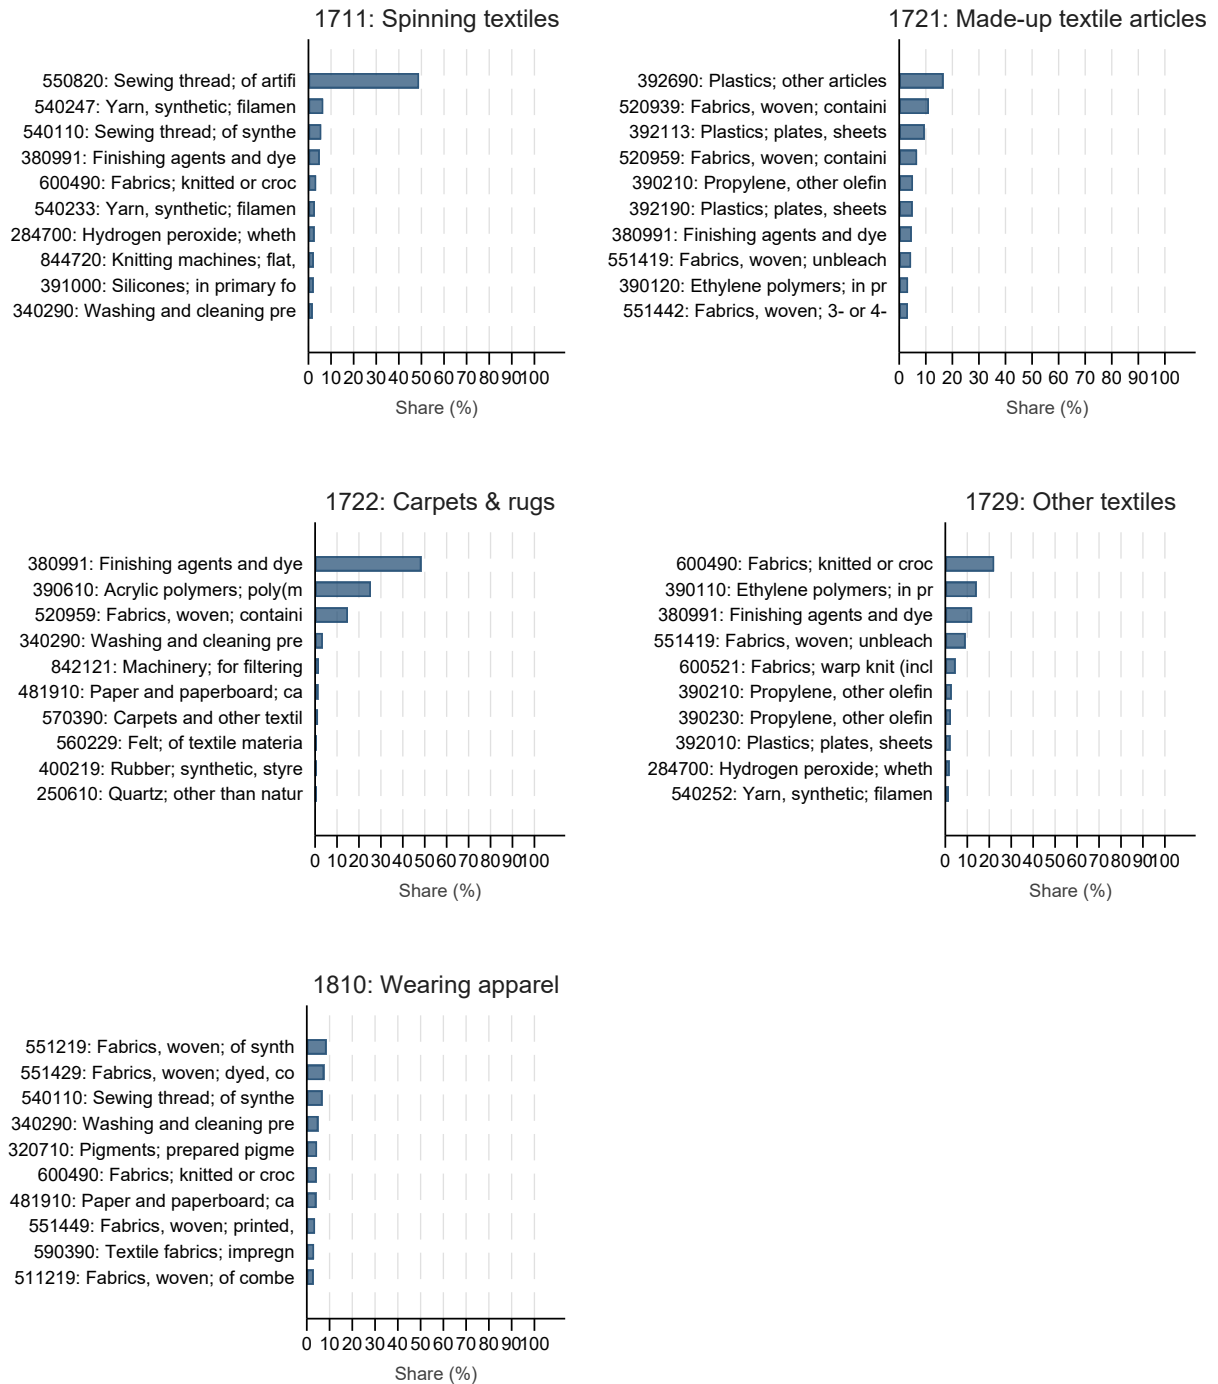 1711: Spinning textiles
550820: Sewing thread; of artifi
540247: Yarn, synthetic; filamen
540110: Sewing thread; of synthe
380991: Finishing agents and dye
600490: Fabrics; knitted or croc
540233: Yarn, synthetic; filamen
284700: Hydrogen peroxide; wheth
844720: Knitting machines; flat,
391000: Silicones; in primary fo
340290: Washing and cleaning pre
0 10 20 30 40 50 60 70 80 90 100
Share (%)
1721: Made-up textile articles
392690: Plastics; other articles
520939: Fabrics, woven; containi
392113: Plastics; plates, sheets
520959: Fabrics, woven; containi
390210: Propylene, other olefin
392190: Plastics; plates, sheets
380991: Finishing agents and dye
551419: Fabrics, woven; unbleach
390120: Ethylene polymers; in pr
551442: Fabrics, woven; 3- or 4-
0 10 20 30 40 50 60 70 80 90 100
Share (%)
1722: Carpets & rugs
380991: Finishing agents and dye
390610: Acrylic polymers; poly(m
520959: Fabrics, woven; containi
340290: Washing and cleaning pre
842121: Machinery; for filtering
481910: Paper and paperboard; ca
570390: Carpets and other textil
560229: Felt; of textile materia
400219: Rubber; synthetic, styre
250610: Quartz; other than natur
0 10 20 30 40 50 60 70 80 90 100
Share (%)
1729: Other textiles
600490: Fabrics; knitted or croc
390110: Ethylene polymers; in pr
380991: Finishing agents and dye
551419: Fabrics, woven; unbleach
600521: Fabrics; warp knit (incl
390210: Propylene, other olefin
390230: Propylene, other olefin
392010: Plastics; plates, sheets
284700: Hydrogen peroxide; wheth
540252: Yarn, synthetic; filamen
0 10 20 30 40 50 60 70 80 90 100
Share (%)
1810: Wearing apparel
551219: Fabrics, woven; of synth
551429: Fabrics, woven; dyed, co
540110: Sewing thread; of synthe
340290: Washing and cleaning pre
320710: Pigments; prepared pigme
600490: Fabrics; knitted or croc
481910: Paper and paperboard; ca
551449: Fabrics, woven; printed,
590390: Textile fabrics; impregn
511219: Fabrics, woven; of combe
0 10 20 30 40 50 60 70 80 90 100
Share (%)